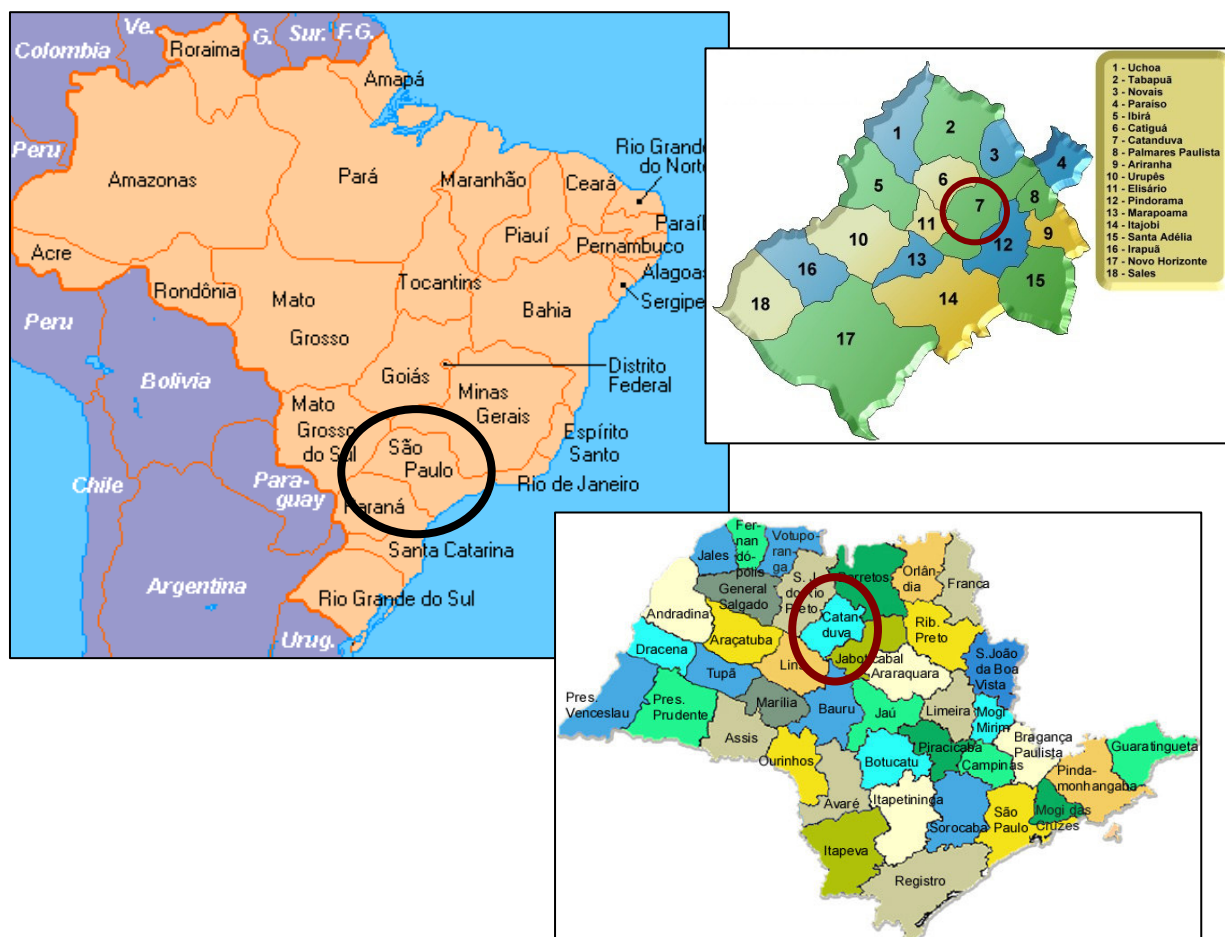 Ve.
G.
Sur.
F.G.
Colombia
Roraima
Amapá
Peru
Amazonas
Pará
Maranhão
Ceará
Rio Grande
do Norte
Piauí
Pernambuco
Alagoas
Sergipe
Acre
Rondônia
Tocantins
Bahia
Mato
Grosso
Peru
Bolivia
Goiás
Distrito
Federal
Minas
Gerais
Mato
Grosso
do Sul
São
Paulo
Espírito
Santo
Rio de Janeiro
Chile
Para-
guay
Paraná
Santa Catarina
Argentina
Rio Grande do Sul
Urug.
1
2
3
4
5
6
7
8
9
10
11
12
13
14
15
16
17
18
1 - Uchoa
2 - Tabapuã
3 - Novais
4 - Paraíso
5 - Ibirá
6 - Catiguá
7 - Catanduva
8 - Palmares Paulista
9 - Ariranha
10 - Urupês
11 - Elisário
12 - Pindorama
13 - Marapoama
14 - Itajobi
15 - Santa Adélia
16 - Irapuã
17 - Novo Horizonte
18 - Sales
Jales
Fer-
nan
dó-
polis
Votupo-
ran-
ga
General
Salgado
S. J.
do Rio
Preto
Barretos
Orlân-
dia
Franca
Andradina
Araçatuba
Catan-
duva
Rib.
Preto
Dracena
Tupã
Lins
Jaboticabal
Araraquara
S.João
da Boa
Vista
Pres.
Venceslau
Pres.
Prudente
Marília
Bauru
Jaú
Limeira
Mogi
Mirim
Assis
Ourinhos
Botucatu
Piracicaba
Campinas
Bragança
Paulista
Guaratingueta
Pinda-
monhangaba
Avaré
Itapetininga
Sorocaba
São
Paulo
Mogi das
Cruzes
Itapeva
Registro